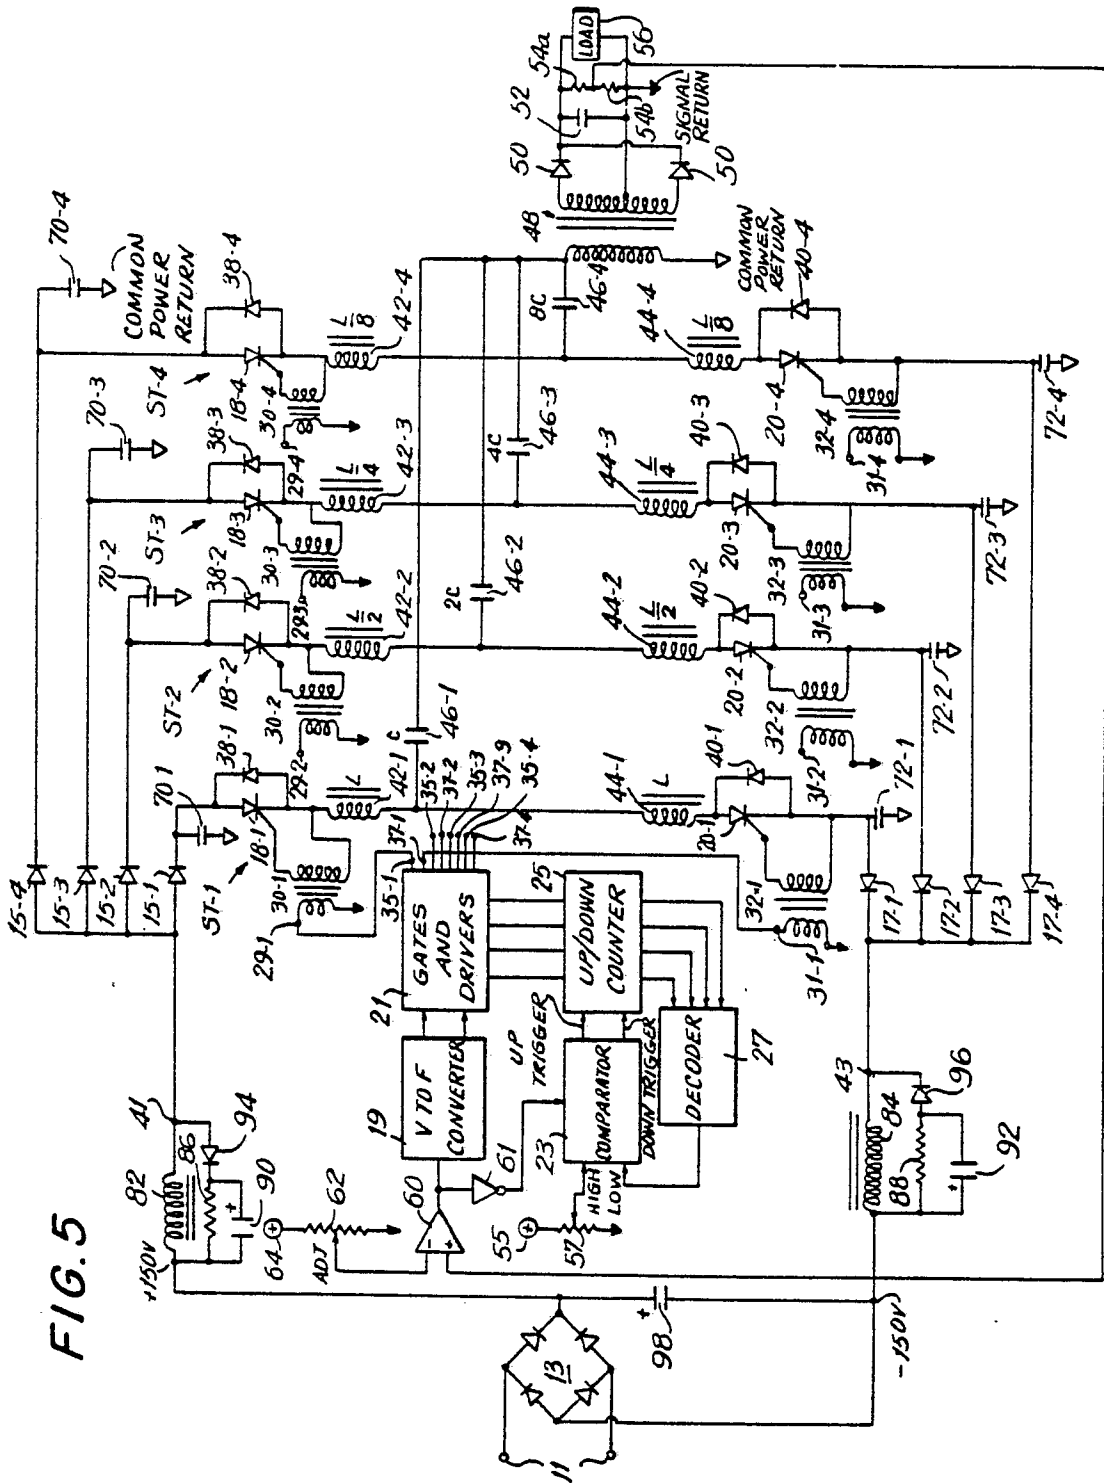 FIG. 5
11
13
98
+150V
-150V
82
86
90
94
41
64
62
ADJ
60
61
55
57
HIGH
LOW
19
V TO F
CONVERTER
21
GATES
AND
DRIVERS
23
COMPARATOR
UP
TRIGGER
DOWN TRIGGER
25
UP/DOWN
COUNTER
DECODER
27
43
84
88
92
96
15-4
15-3
15-2
15-1
17-1
17-2
17-3
17-4
ST-1
ST-2
ST-3
ST-4
70 1
70-2
70-3
70-4
COMMON
POWER
RETURN
18-1
18-2
18-3
18-4
38-1
38-2
38-3
38-4
29-1
29-2
29-3
29-4
30-1
30-2
30-3
30-4
35-1
37-1
35-2
37-2
35-3
37-9
35-4
37-4
L
42-1
L/2
42-2
L/4
42-3
L/8
42-4
C
46-1
2C
46-2
4C
46-3
8C
46-4
44-1
L
44-2
L/2
44-3
L/4
44-4
L/8
20-1
20-2
20-3
20-4
40-1
40-2
40-3
40-4
COMMON
POWER
RETURN
31-1
31-2
31-3
31-4
32-1
32-2
32-3
32-4
72-1
72-2
72-3
72-4
48
50
50
52
54a
54b
LOAD
56
SIGNAL
RETURN